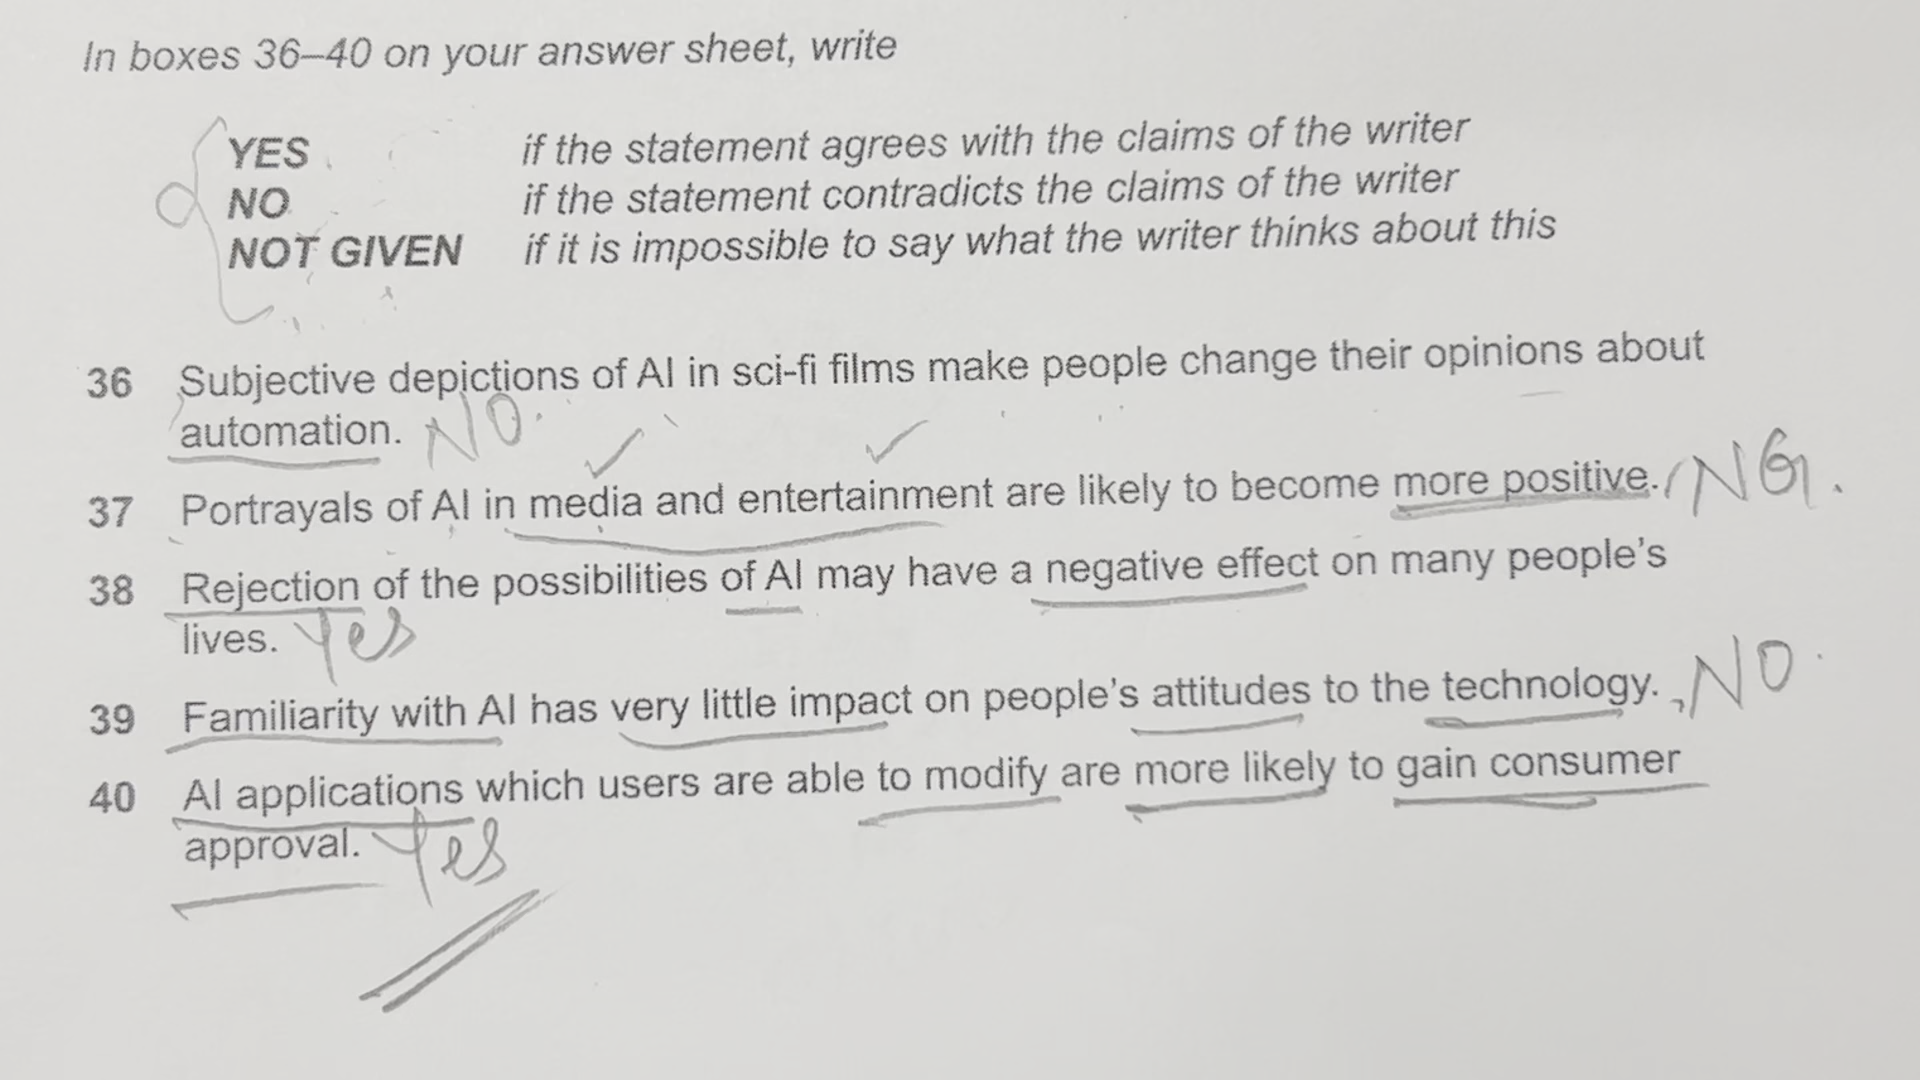 In boxes 36–40 on your answer sheet, write
YES if the statement agrees with the claims of the writer
NO if the statement contradicts the claims of the writer
NOT GIVEN if it is impossible to say what the writer thinks about this
36 Subjective depictions of AI in sci-fi films make people change their opinions about
automation. NO.
37 Portrayals of AI in media and entertainment are likely to become more positive. NG.
38 Rejection of the possibilities of AI may have a negative effect on many people's
lives. Yes
39 Familiarity with AI has very little impact on people's attitudes to the technology. NO.
40 AI applications which users are able to modify are more likely to gain consumer
approval. Yes